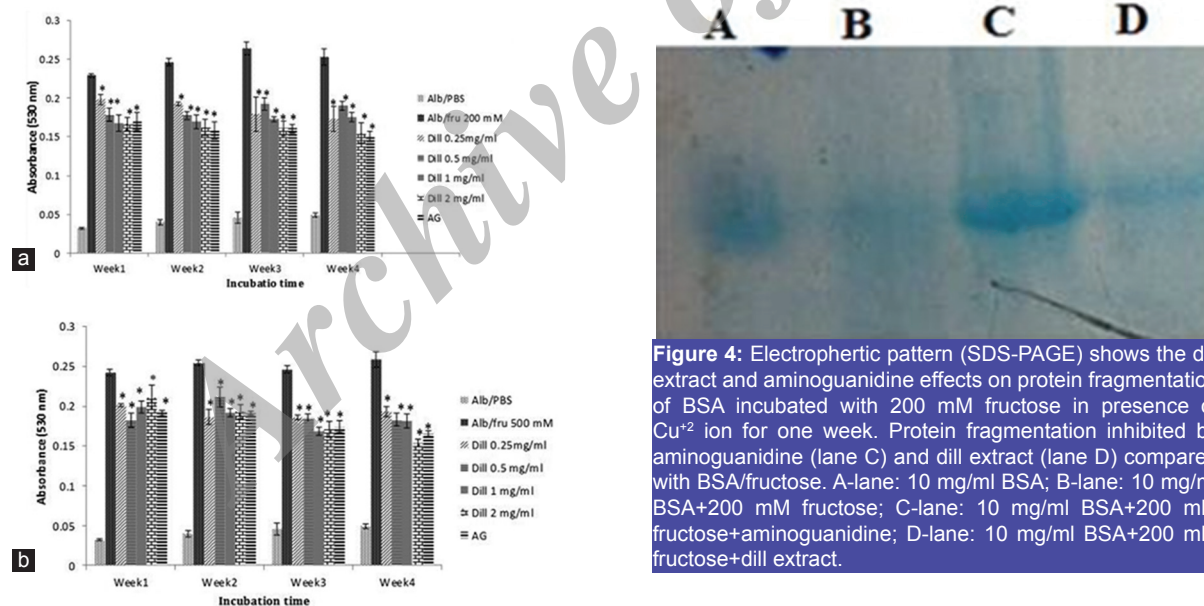 0.3
0.25
0.2
0.15
0.1
0.05
0
Absorbance (530 nm)
Alb/PBS
Alb/fru 200 mM
Dill 0.25mg/ml
Dill 0.5 mg/ml
Dill 1 mg/ml
Dill 2 mg/ml
AG
Week1 Week2 Week3 Week4
Incubatio time
a
0.3
0.25
0.2
0.15
0.1
0.05
0
Absorbance (530 nm)
Alb/PBS
Alb/fru 500 mM
Dill 0.25mg/ml
Dill 0.5 mg/ml
Dill 1 mg/ml
Dill 2 mg/ml
AG
Week1 Week2 Week3 Week4
Incubation time
b
Archive
A B C D
Figure 4: Electrophertic pattern (SDS-PAGE) shows the
extract and aminoguanidine effects on protein
of BSA incubated with 200 mM fructose in presence
Cu+2 ion for one week. Protein fragmentation inhibited
aminoguanidine (lane C) and dill extract (lane D)
with BSA/fructose. A-lane: 10 mg/ml BSA; B-lane: 10
BSA+200 mM fructose; C-lane: 10 mg/ml BSA+200
fructose+aminoguanidine; D-lane: 10 mg/ml BSA+200
fructose+dill extract.